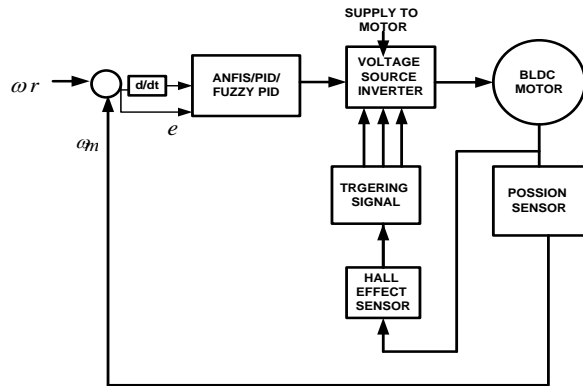 SUPPLY TO
MOTOR
ω r
d/dt
e
ωm
ANFIS/PID/
FUZZY PID
VOLTAGE
SOURCE
INVERTER
BLDC
MOTOR
TRGERING
SIGNAL
POSSION
SENSOR
HALL
EFFECT
SENSOR